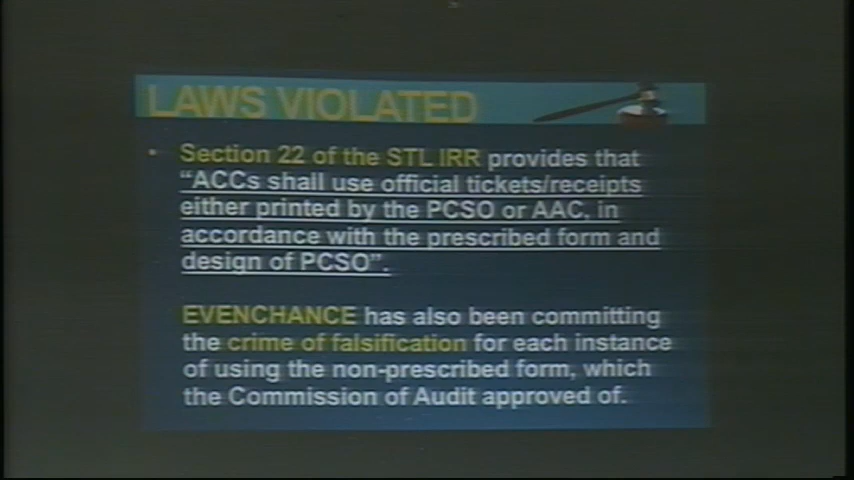 LAWS VIOLATED
• Section 22 of the STL IRR provides that
“ACCs shall use official tickets/receipts
either printed by the PCSO or AAC, in
accordance with the prescribed form and
design of PCSO”.
EVENCHANCE has also been committing
the crime of falsification for each instance
of using the non-prescribed form, which
the Commission of Audit approved of.